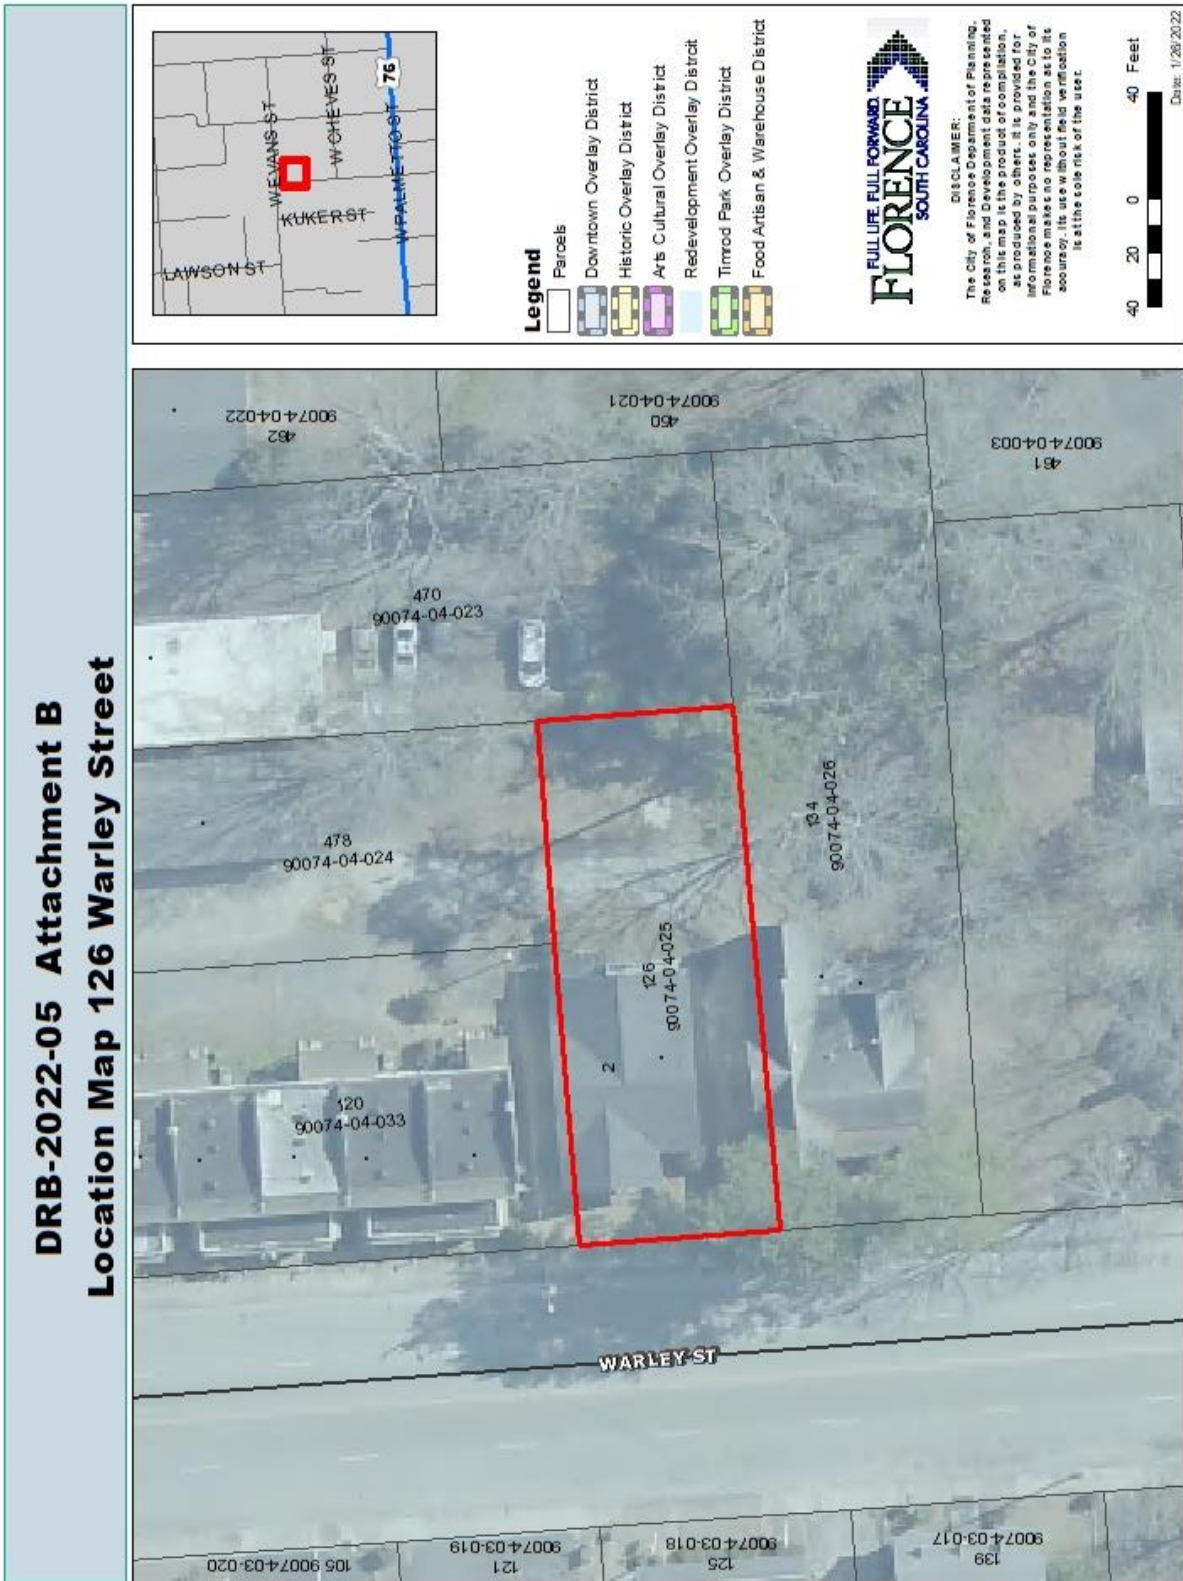 DRB-2022-05 Attachment B
Location Map 126 Warley Street
462
90074-04-022
450
90074-04-021
461
90074-04-003
470
90074-04-023
478
90074-04-024
134
90074-04-026
126
90074-04-025
2
120
90074-04-033
WARLEY ST
105 90074-03-020
121
90074-03-019
125
90074-03-018
139
90074-03-017
LAWSON ST
KUKER ST
W EVANS ST
W CHEVES ST
W PALMETTO ST
76
Legend
Parcels
Downtown Overlay District
Historic Overlay District
Arts Cultural Overlay District
Redevelopment Overlay Distrcit
Timrod Park Overlay District
Food Artisan & Warehouse District
FULL LIFE. FULL FORWARD.
FLORENCE
SOUTH CAROLINA
DISCLAIMER:
The City of Florence Deparment of Planning,
Research, and Development data represented
on this map is the product of compilation,
as produced by others. It is provided for
informational purposes only and the City of
Florence makes no representation as to its
accuracy. Its use without field verification
is at the sole risk of the user.
40 20 0 40 Feet
Date: 1/26/2022